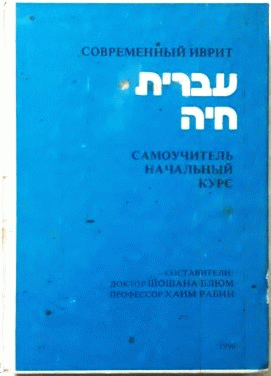 СОВРЕМЕННЫЙ ИВРИТ
עברית
חיה
САМОУЧИТЕЛЬ
НАЧАЛЬНЫЙ
КУРС
СОСТАВИТЕЛИ:
ДОКТОР ШОШАНА БЛЮМ
ПРОФЕССОР ХАИМ РАБИН
1990